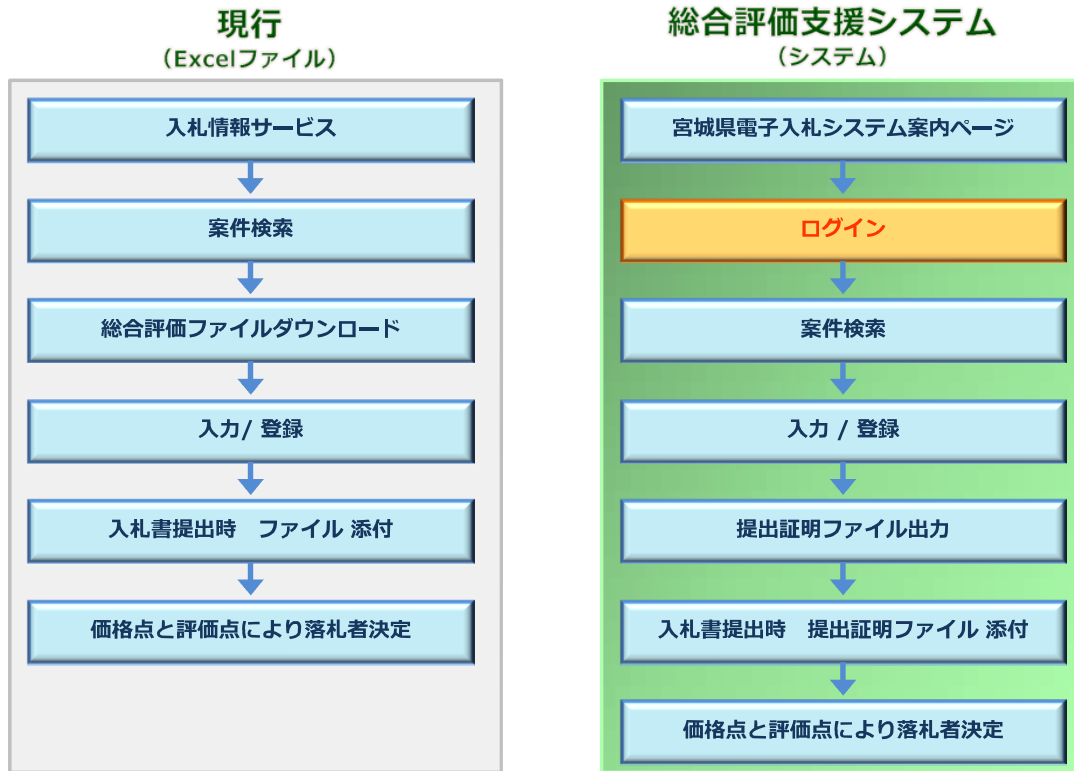 現行
（Excelファイル）
入札情報サービス
案件検索
総合評価ファイルダウンロード
入力/ 登録
入札書提出時　ファイル 添付
価格点と評価点により落札者決定
総合評価支援システム
（システム）
宮城県電子入札システム案内ページ
ログイン
案件検索
入力 / 登録
提出証明ファイル出力
入札書提出時　提出証明ファイル 添付
価格点と評価点により落札者決定